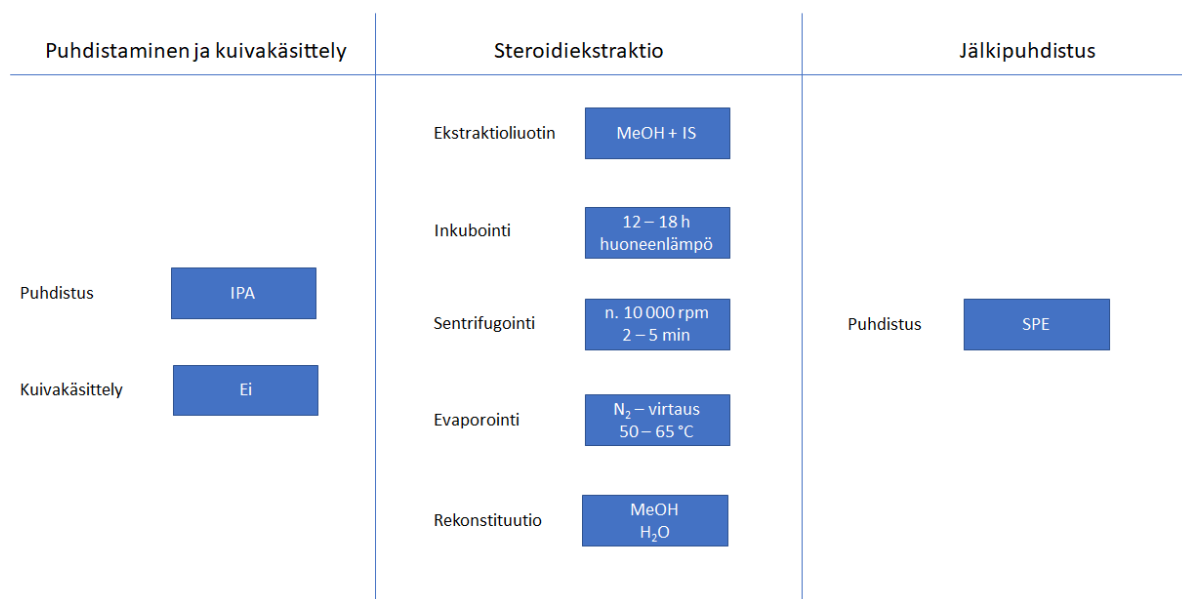 Puhdistaminen ja kuivakäsittely
Steroidiekstraktio
Jälkipuhdistus
Puhdistus
IPA
Kuivakäsittely
Ei
Ekstraktioliuotin
MeOH + IS
Inkubointi
12 – 18 h
huoneenlämpö
Sentrifugointi
n. 10 000 rpm
2 – 5 min
Evaporointi
N₂ – virtaus
50 – 65 °C
Rekonstituutio
MeOH
H₂O
Puhdistus
SPE